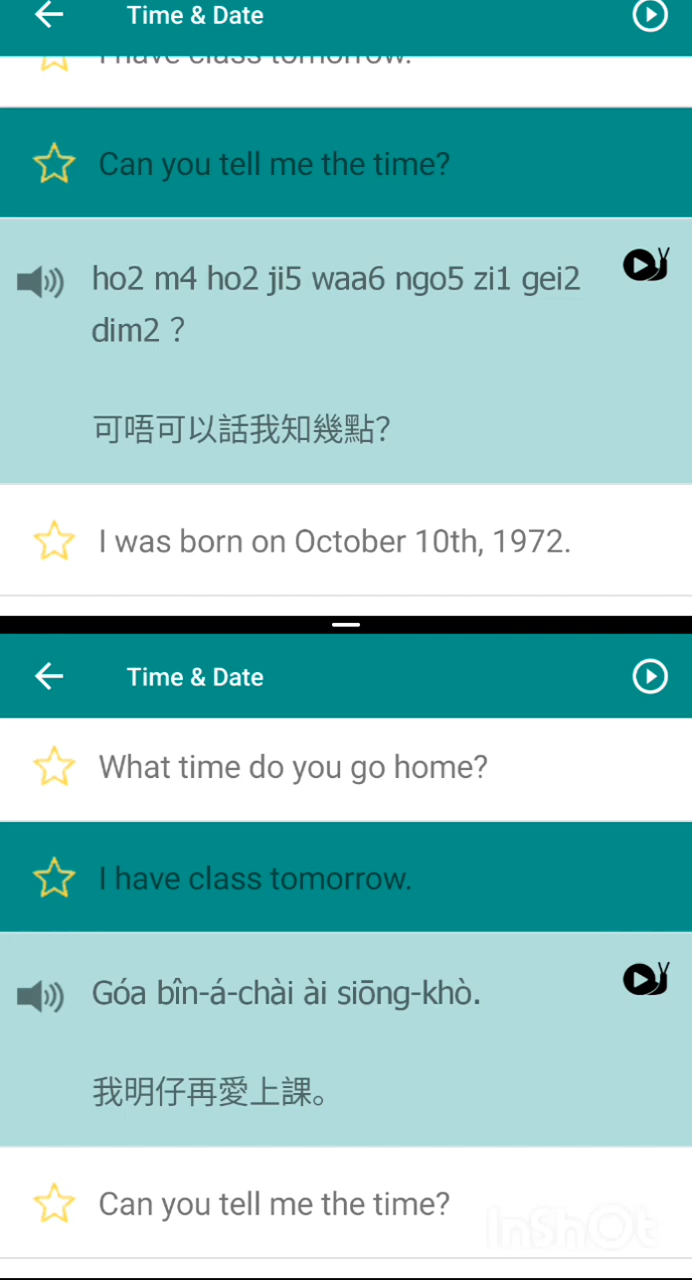 Time & Date
I have class tomorrow.
Can you tell me the time?
ho2 m4 ho2 ji5 waa6 ngo5 zi1 gei2
dim2 ?
可唔可以話我知幾點?
I was born on October 10th, 1972.
Time & Date
What time do you go home?
I have class tomorrow.
Góa bîn-á-chài ài siōng-khò.
我明仔再愛上課。
Can you tell me the time?
InShOt